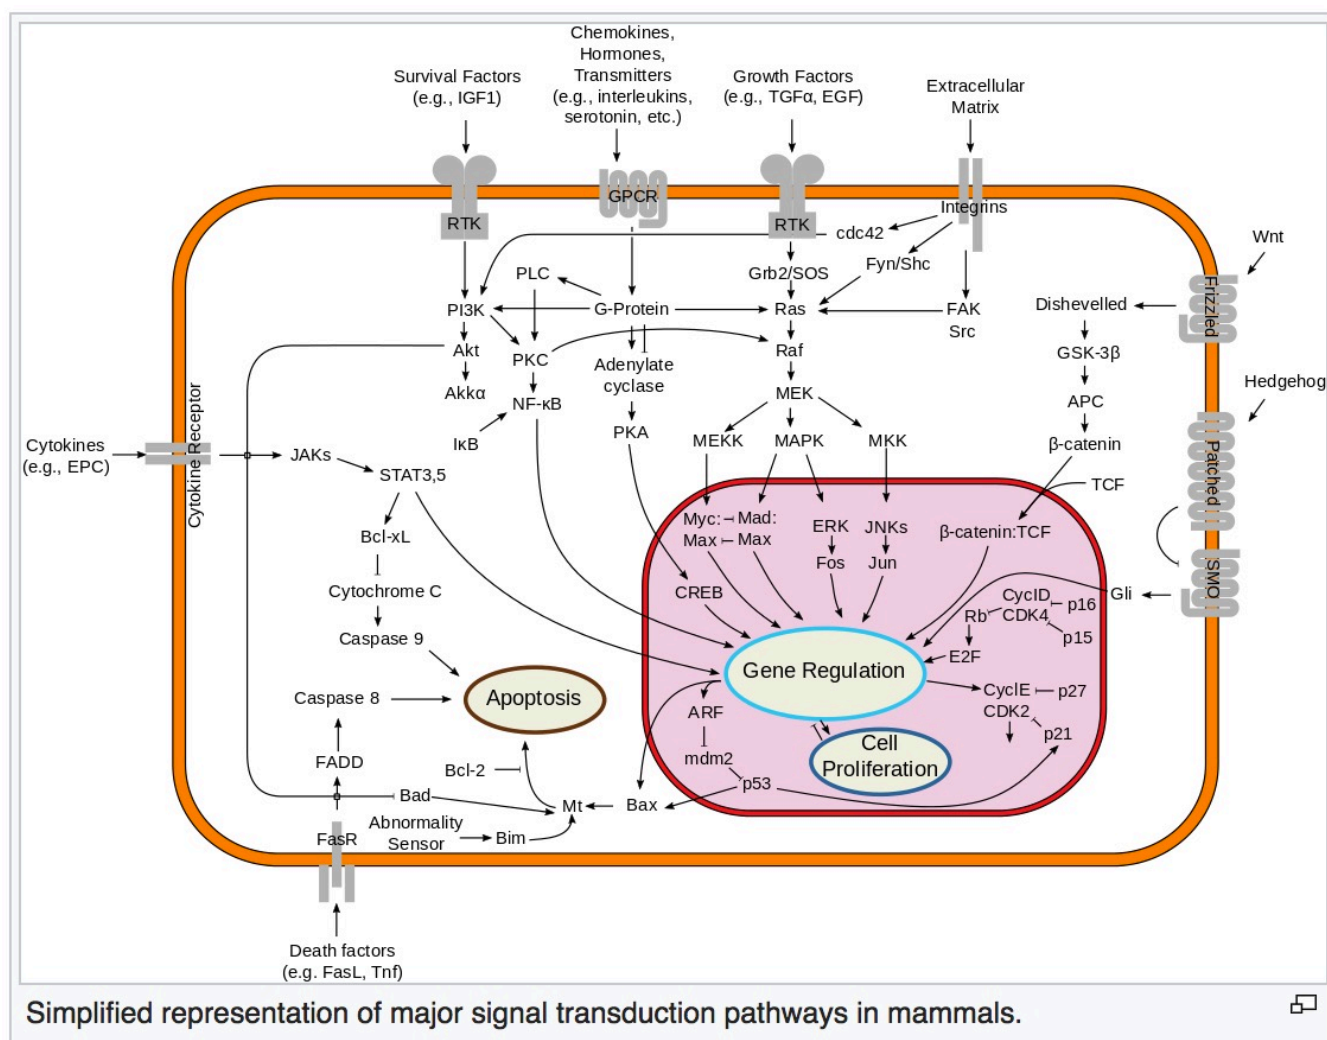 Chemokines,
Hormones,
Transmitters
(e.g., interleukins,
serotonin, etc.)
Survival Factors
(e.g., IGF1)
Growth Factors
(e.g., TGFα, EGF)
Extracellular
Matrix
RTK
GPCR
RTK
Integrins
cdc42
Fyn/Shc
Wnt
Frizzled
PLC
Grb2/SOS
PI3K
G-Protein
Ras
FAK
Src
Dishevelled
Akt
PKC
Adenylate
cyclase
Raf
GSK-3β
Akkα
NF-κB
MEK
APC
Hedgehog
Patched
IκB
PKA
MEKK
MAPK
MKK
β-catenin
Cytokines
(e.g., EPC)
Cytokine Receptor
JAKs
STAT3,5
TCF
Bcl-xL
Myc:
Max
Mad:
Max
ERK
JNKs
β-catenin:TCF
Fos
Jun
Cytochrome C
CREB
SMO
Gli
CycID
CDK4
p16
Rb
p15
Caspase 9
E2F
Gene Regulation
Caspase 8
Apoptosis
ARF
CyclE
CDK2
p27
p21
mdm2
Cell
Proliferation
FADD
Bcl-2
p53
Bad
Mt
Bax
Abnormality
Sensor
Bim
FasR
Death factors
(e.g. FasL, Tnf)
Simplified representation of major signal transduction pathways in mammals.